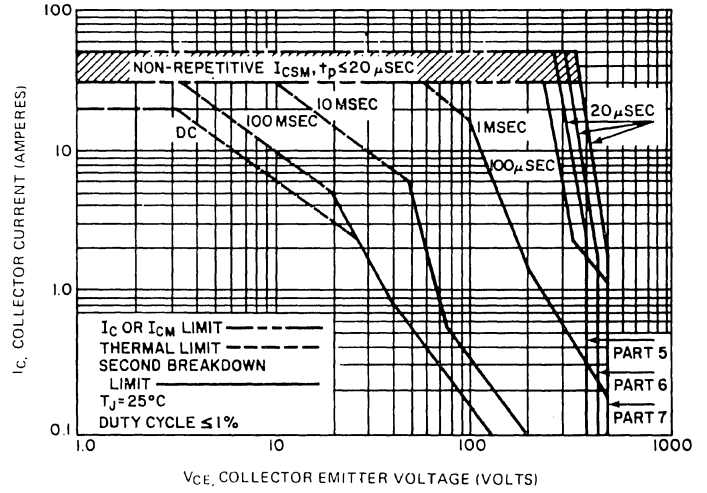 100
NON-REPETITIVE ICSM, tp ≤ 20 μSEC
10 MSEC
100 MSEC
DC
1 MSEC
20 μSEC
100 μSEC
10
1.0
0.1
IC, COLLECTOR CURRENT (AMPERES)
IC OR ICM LIMIT
THERMAL LIMIT
SECOND BREAKDOWN
LIMIT
TJ = 25°C
DUTY CYCLE ≤ 1%
PART 5
PART 6
PART 7
1.0
10
100
1000
VCE, COLLECTOR EMITTER VOLTAGE (VOLTS)